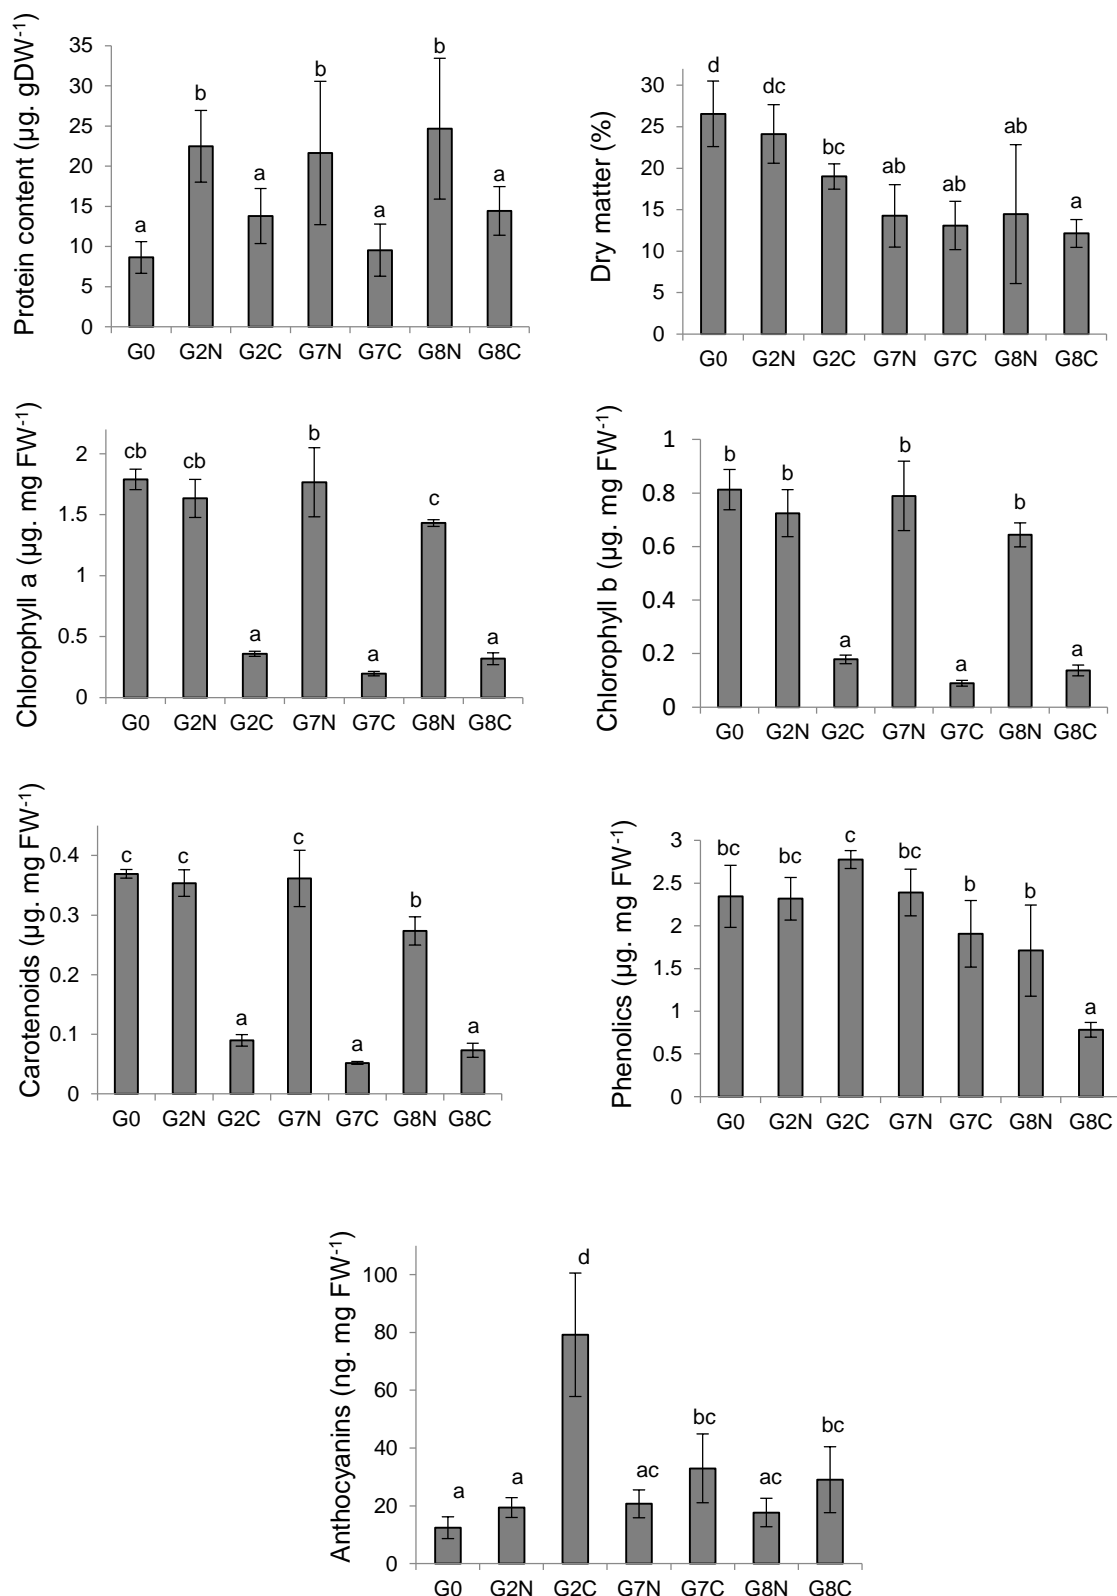 Protein content (µg. gDW-1)
35
30
25
20
15
10
5
0
a
b
a
b
a
b
a
G0 G2N G2C G7N G7C G8N G8C
Dry matter (%)
30
25
20
15
10
5
0
d
dc
bc
ab
ab
ab
a
G0 G2N G2C G7N G7C G8N G8C
Chlorophyll a (µg. mg FW-1)
2
1.5
1
0.5
0
cb
cb
a
b
a
c
a
G0 G2N G2C G7N G7C G8N G8C
Chlorophyll b (µg. mg FW-1)
1
0.8
0.6
0.4
0.2
0
b
b
a
b
a
b
a
G0 G2N G2C G7N G7C G8N G8C
Carotenoids (µg. mg FW-1)
0.4
0.3
0.2
0.1
0
c
c
a
c
a
b
a
G0 G2N G2C G7N G7C G8N G8C
Phenolics (µg. mg FW-1)
3
2.5
2
1.5
1
0.5
0
bc
bc
c
bc
b
b
a
G0 G2N G2C G7N G7C G8N G8C
Anthocyanins (ng. mg FW-1)
100
80
60
40
20
0
a
a
d
ac
bc
ac
bc
G0 G2N G2C G7N G7C G8N G8C